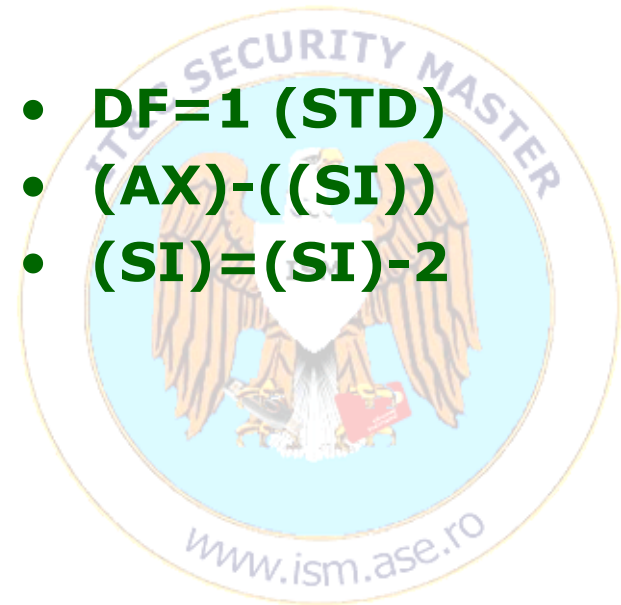 IT&C SECURITY MASTER
• DF=1 (STD)
• (AX)-((SI))
• (SI)=(SI)-2
www.ism.ase.ro